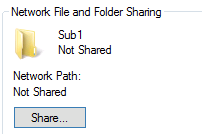 Network File and Folder Sharing
Sub1
Not Shared
Network Path:
Not Shared
Share...